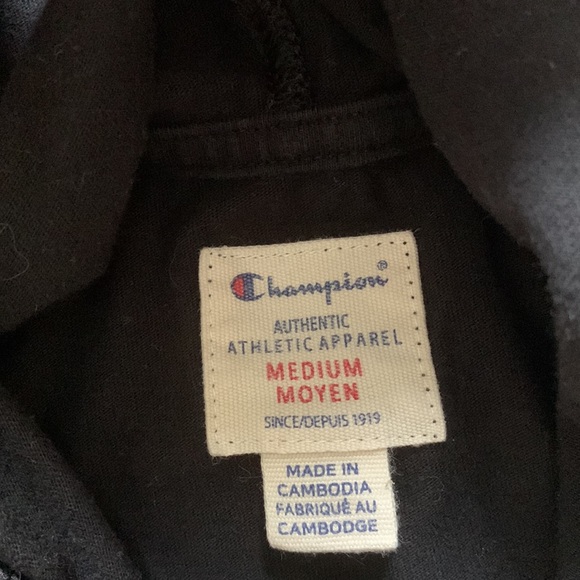 Champion®
AUTHENTIC
ATHLETIC APPAREL
MEDIUM
MOYEN
SINCE/DEPUIS 1919
MADE IN
CAMBODIA
FABRIQUÉ AU
CAMBODGE